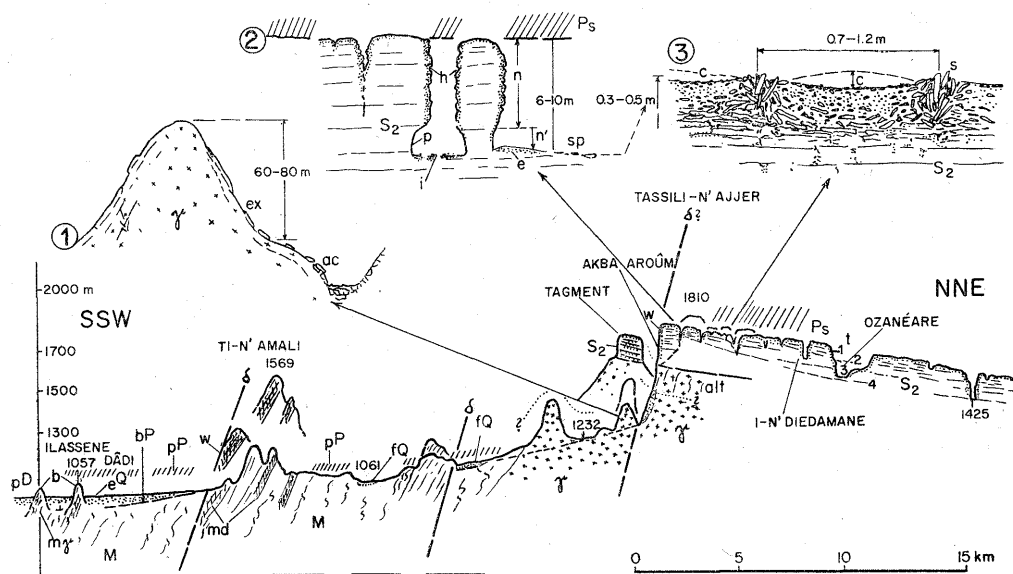 ② Ps
h
n
6–10m
S₂
p
n'
i
e
sp
③ 0.7–1.2 m
c
s
c
0.3–0.5 m
S₂
① 60–80 m
ɣ
ex
ac
TASSILI–N'AJJER
δ?
AKBA AROÛM
TAGMENT
w
1810
Ps
NNE
OZANÉARE
t
1
2
3
4
S₂
S₂
alt
ɣ
I–N'DIEDAMANE
1425
2000 m
SSW
1700
1500
1300
TI–N'AMALI
1569
δ
w
ILASSENE
1057
DÂDI
bP
pP
pD
b
eQ
mɣ
M
md
pP
1061
fQ
M
δ
fQ
?
1232
ɣ
0 5 10 15 km